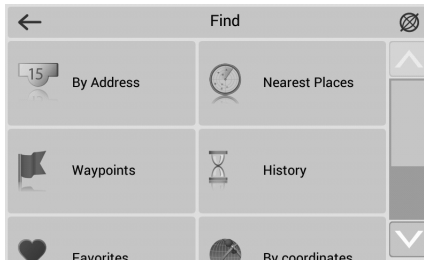 Find
15
By Address
Nearest Places
Waypoints
History
Favorites
By coordinates